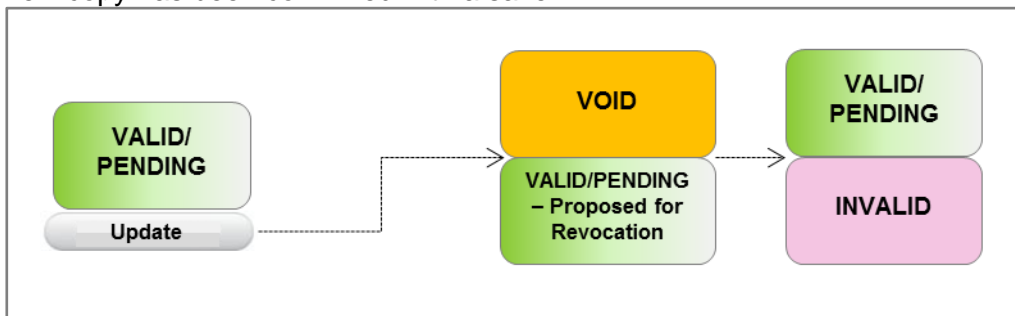 VALID/
PENDING
Update
VOID
VALID/PENDING
– Proposed for
Revocation
VALID/
PENDING
INVALID